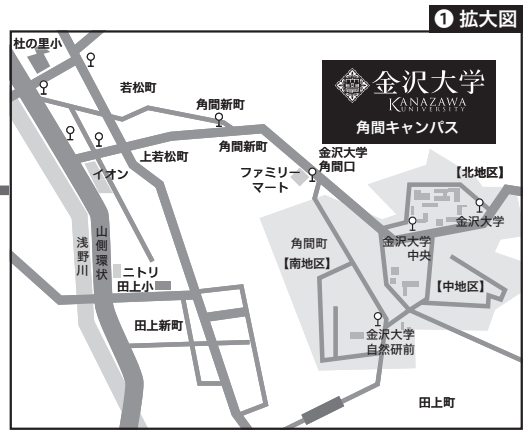 ❶ 拡大図
杜の里小
若松町
角間新町
金沢大学
KANAZAWA
UNIVERSITY
角間キャンパス
上若松町
角間新町
金沢大学
角間口
ファミリー
マート
【北地区】
イオン
金沢大学
金沢大学
中央
角間町
【南地区】
山側環状
浅野川
ニトリ
田上小
【中地区】
田上新町
金沢大学
自然研前
田上町